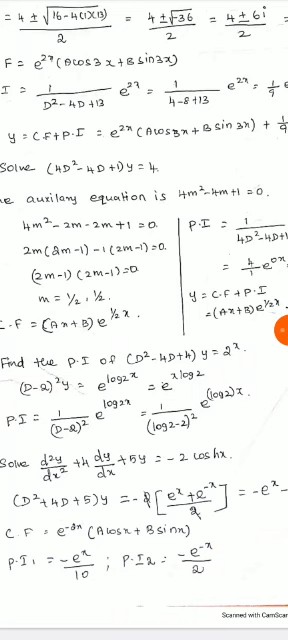 = 4 ± √16-4(1)(13) / 2 = 4 ± √-36 / 2 = 4 ± 6i / 2
F = e^2x (A cos 3x + B sin 3x)
I = 1 / D²-4D+13 e^2x = 1 / 4-8+13 e^2x = 1/9 e
y = C.F + P.I = e^2x (A cos 3x + B sin 3x) + 1/9
Solve (4D²-4D+1) y = 4.
e auxilary equation is 4m²-4m+1 = 0.
4m²-2m-2m+1 = 0.
2m(2m-1)-1(2m-1)=0.
(2m-1)(2m-1)=0
m = 1/2, 1/2.
C.F = (Ax+B) e^1/2 x.
P.I = 1 / 4D²-4D+1
= 4/1 e^0x
y = C.F + P.I
= (Ax+B) e^1/2 x
Find the P.I of (D²-4D+4) y = 2^x.
(D-2)² y = e^log 2^x = e^x log 2
P.I = 1 / (D-2)² e^log 2^x = 1 / (log 2-2)² e^(log 2)x.
Solve d²y/dx² + 4 dy/dx + 5y = -2 cos hx.
(D²+4D+5) y = -2 [e^x + e^-x / 2] = -e^x -
C.F = e^-2x (A cos x + B sin x)
P.I₁ = -e^x / 10 ; P.I₂ = -e^-x / 2
Scanned with CamScan